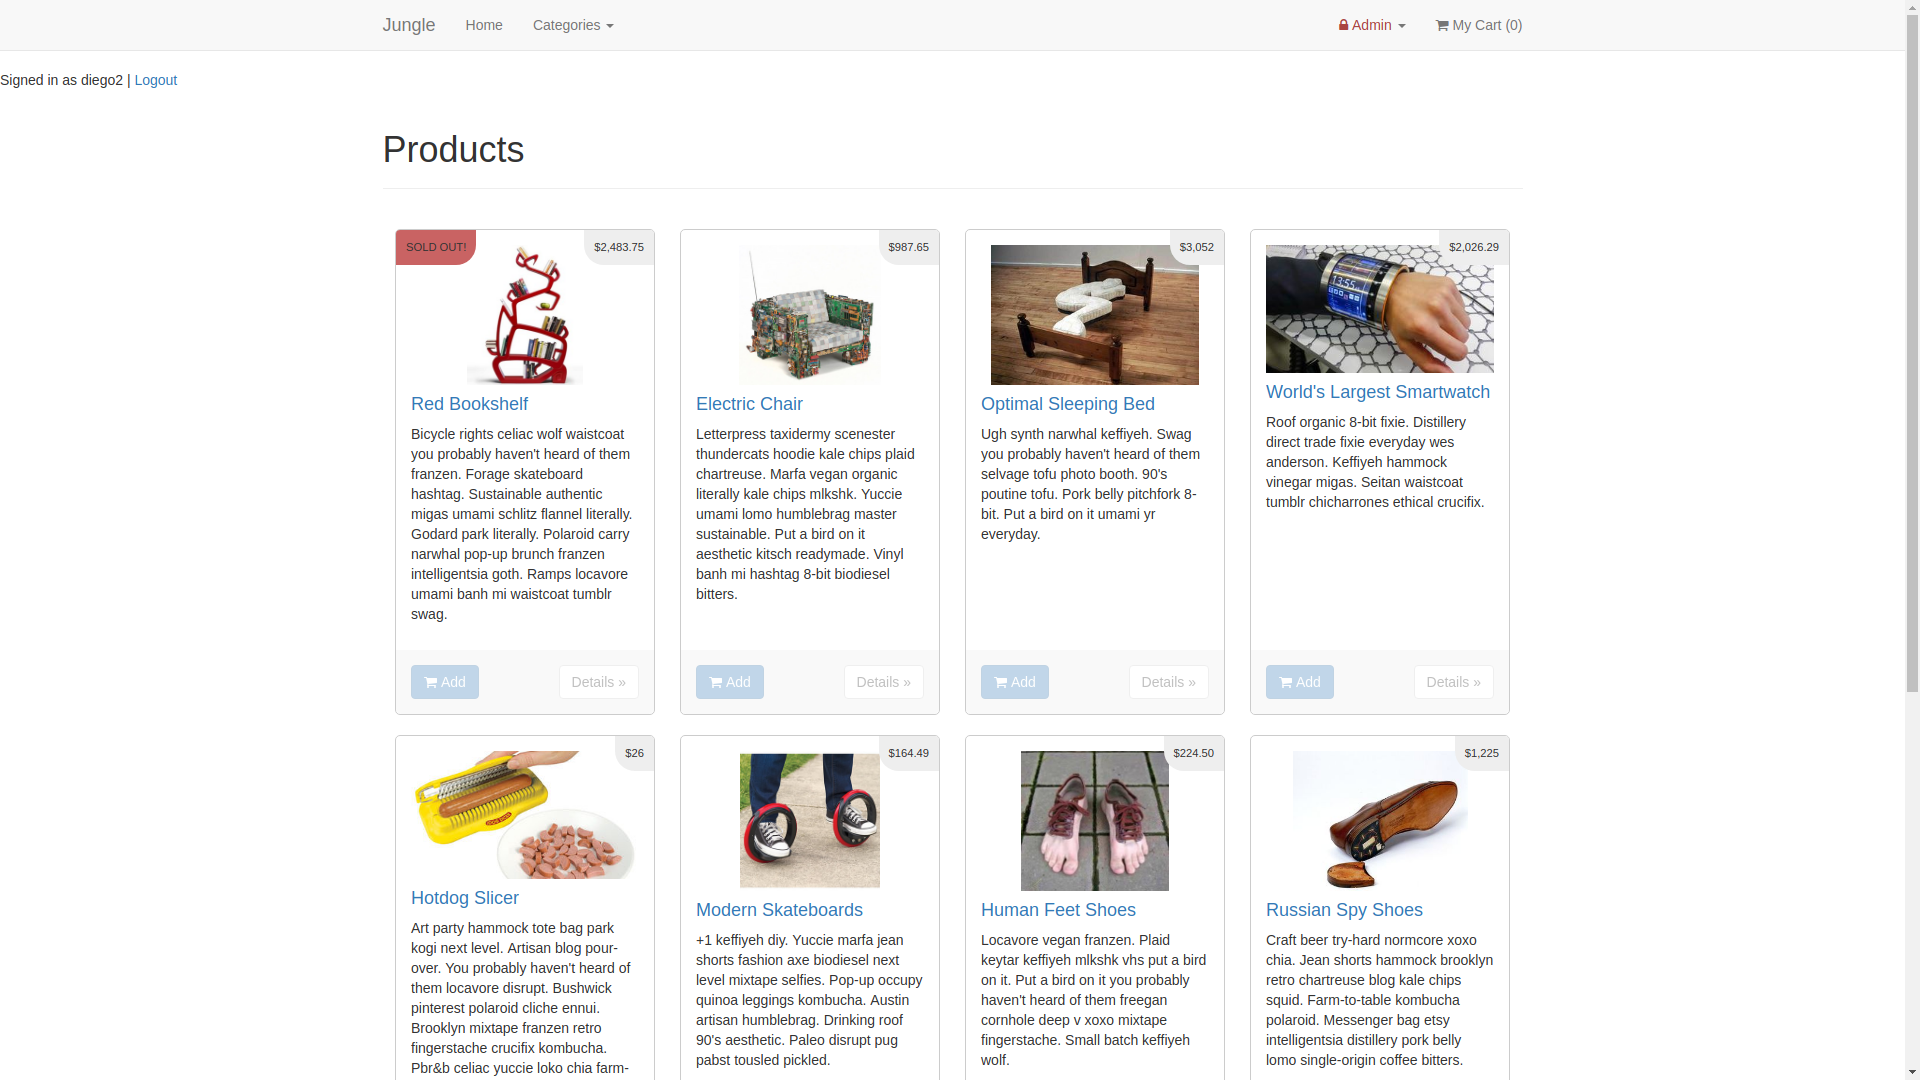 Jungle Home Categories Admin My Cart (0)
Signed in as diego2 | Logout
Products
SOLD OUT!
$2,483.75
Red Bookshelf
Bicycle rights celiac wolf waistcoat
you probably haven't heard of them
franzen. Forage skateboard
hashtag. Sustainable authentic
migas umami schlitz flannel literally.
Godard park literally. Polaroid carry
narwhal pop-up brunch franzen
intelligentsia goth. Ramps locavore
umami banh mi waistcoat tumblr
swag.
Add
Details »
$987.65
Electric Chair
Letterpress taxidermy scenester
thundercats hoodie kale chips plaid
chartreuse. Marfa vegan organic
literally kale chips mlkshk. Yuccie
umami lomo humblebrag master
sustainable. Put a bird on it
aesthetic kitsch readymade. Vinyl
banh mi hashtag 8-bit biodiesel
bitters.
Add
Details »
$3,052
Optimal Sleeping Bed
Ugh synth narwhal keffiyeh. Swag
you probably haven't heard of them
selvage tofu photo booth. 90's
poutine tofu. Pork belly pitchfork 8-
bit. Put a bird on it umami yr
everyday.
Add
Details »
$2,026.29
13:55
World's Largest Smartwatch
Roof organic 8-bit fixie. Distillery
direct trade fixie everyday wes
anderson. Keffiyeh hammock
vinegar migas. Seitan waistcoat
tumblr chicharrones ethical crucifix.
Add
Details »
$26
Hotdog Slicer
Art party hammock tote bag park
kogi next level. Artisan blog pour-
over. You probably haven't heard of
them locavore disrupt. Bushwick
pinterest polaroid cliche ennui.
Brooklyn mixtape franzen retro
fingerstache crucifix kombucha.
Pbr&b celiac yuccie loko chia farm-
$164.49
Modern Skateboards
+1 keffiyeh diy. Yuccie marfa jean
shorts fashion axe biodiesel next
level mixtape selfies. Pop-up occupy
quinoa leggings kombucha. Austin
artisan humblebrag. Drinking roof
90's aesthetic. Paleo disrupt pug
pabst tousled pickled.
$224.50
Human Feet Shoes
Locavore vegan franzen. Plaid
keytar keffiyeh mlkshk vhs put a bird
on it. Put a bird on it you probably
haven't heard of them freegan
cornhole deep v xoxo mixtape
fingerstache. Small batch keffiyeh
wolf.
$1,225
Russian Spy Shoes
Craft beer try-hard normcore xoxo
chia. Jean shorts hammock brooklyn
retro chartreuse blog kale chips
squid. Farm-to-table kombucha
polaroid. Messenger bag etsy
intelligentsia distillery pork belly
lomo single-origin coffee bitters.